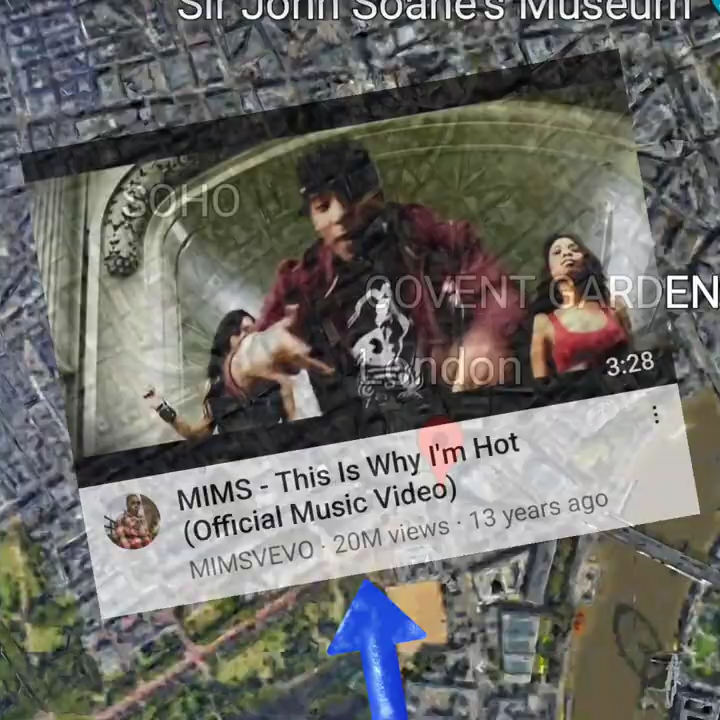 Sir John Soane's Museum
SOHO
COVENT GARDEN
London
3:28
MIMS - This Is Why I'm Hot
(Official Music Video)
MIMSVEVO · 20M views · 13 years ago